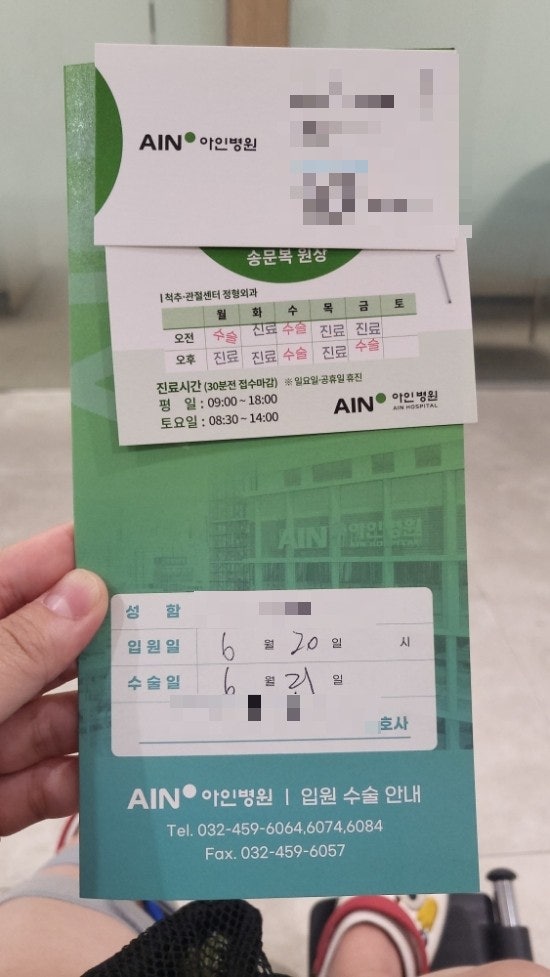 AIN 아인병원
송문복 원장
척추·관절센터 정형외과
월 화 수 목 금 토
오전 수술 진료 수술 진료 진료
오후 진료 진료 수술 진료 수술
진료시간 (30분전 접수마감) ※ 일요일·공휴일 휴진
평 일 : 09:00 ~ 18:00
토요일 : 08:30 ~ 14:00
AIN 아인병원
AIN HOSPITAL
AIN 아인병원
AIN HOSPITAL
성 함
입원일 6 월 20 일 시
수술일 6 월 21 일
호사
AIN 아인병원 | 입원 수술 안내
Tel. 032-459-6064,6074,6084
Fax. 032-459-6057